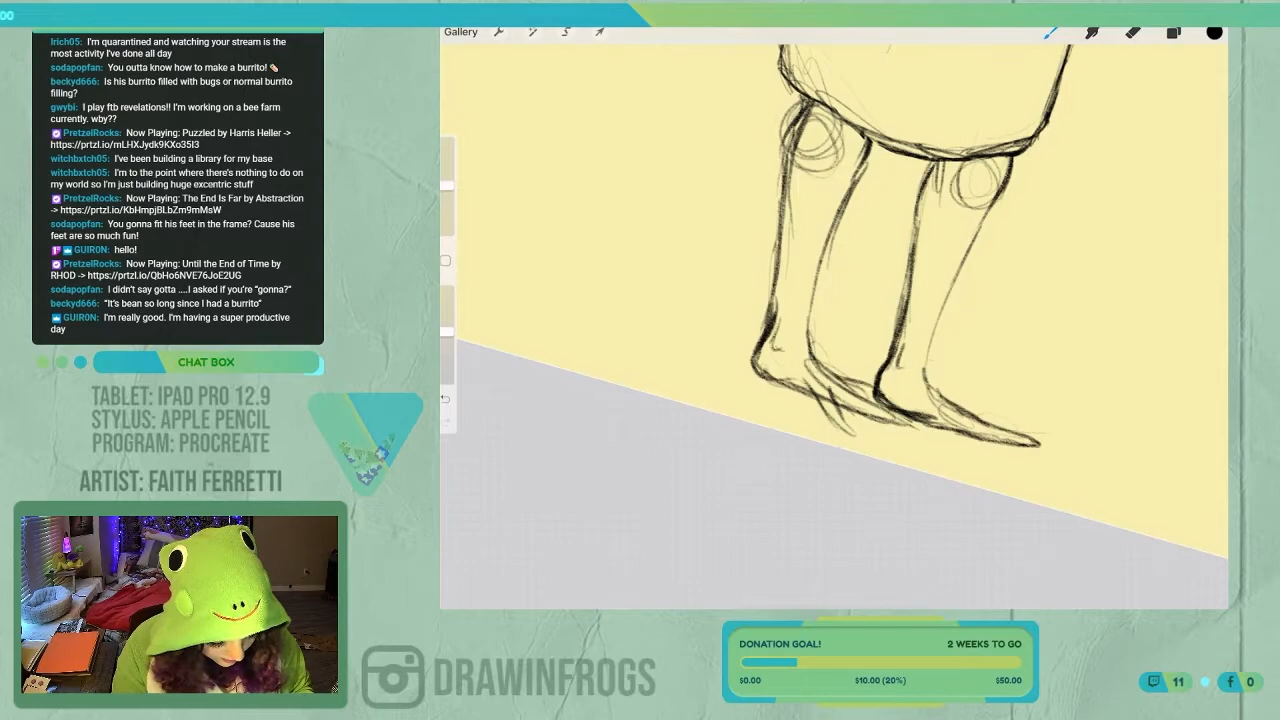 00
Gallery
lrich05: I'm quarantined and watching your stream is the
most activity I've done all day
sodapopfan: You outta know how to make a burrito! 🌯
beckyd666: Is his burrito filled with bugs or normal burrito
filling?
gwybi: I play ftb revelations!! I'm working on a bee farm
currently. wby??
PretzelRocks: Now Playing: Puzzled by Harris Heller ->
https://prtzl.io/mLHXJydk9KXo35I3
witchbxtch05: I've been building a library for my base
witchbxtch05: I'm to the point where there's nothing to do on
my world so I'm just building huge excentric stuff
PretzelRocks: Now Playing: The End Is Far by Abstraction
-> https://prtzl.io/KbHmpjBLbZm9mMsW
sodapopfan: You gonna fit his feet in the frame? Cause his
feet are so much fun!
GUIR0N: hello!
PretzelRocks: Now Playing: Until the End of Time by
RHOD -> https://prtzl.io/QbHo6NVE76JoE2UG
sodapopfan: I didn't say gotta ....I asked if you're "gonna?"
beckyd666: "It's bean so long since I had a burrito"
GUIR0N: I'm really good. I'm having a super productive
day
CHAT BOX
TABLET: IPAD PRO 12.9
STYLUS: APPLE PENCIL
PROGRAM: PROCREATE
ARTIST: FAITH FERRETTI
DRAWINFROGS
DONATION GOAL! 2 WEEKS TO GO
$0.00 $10.00 (20%) $50.00
11 0